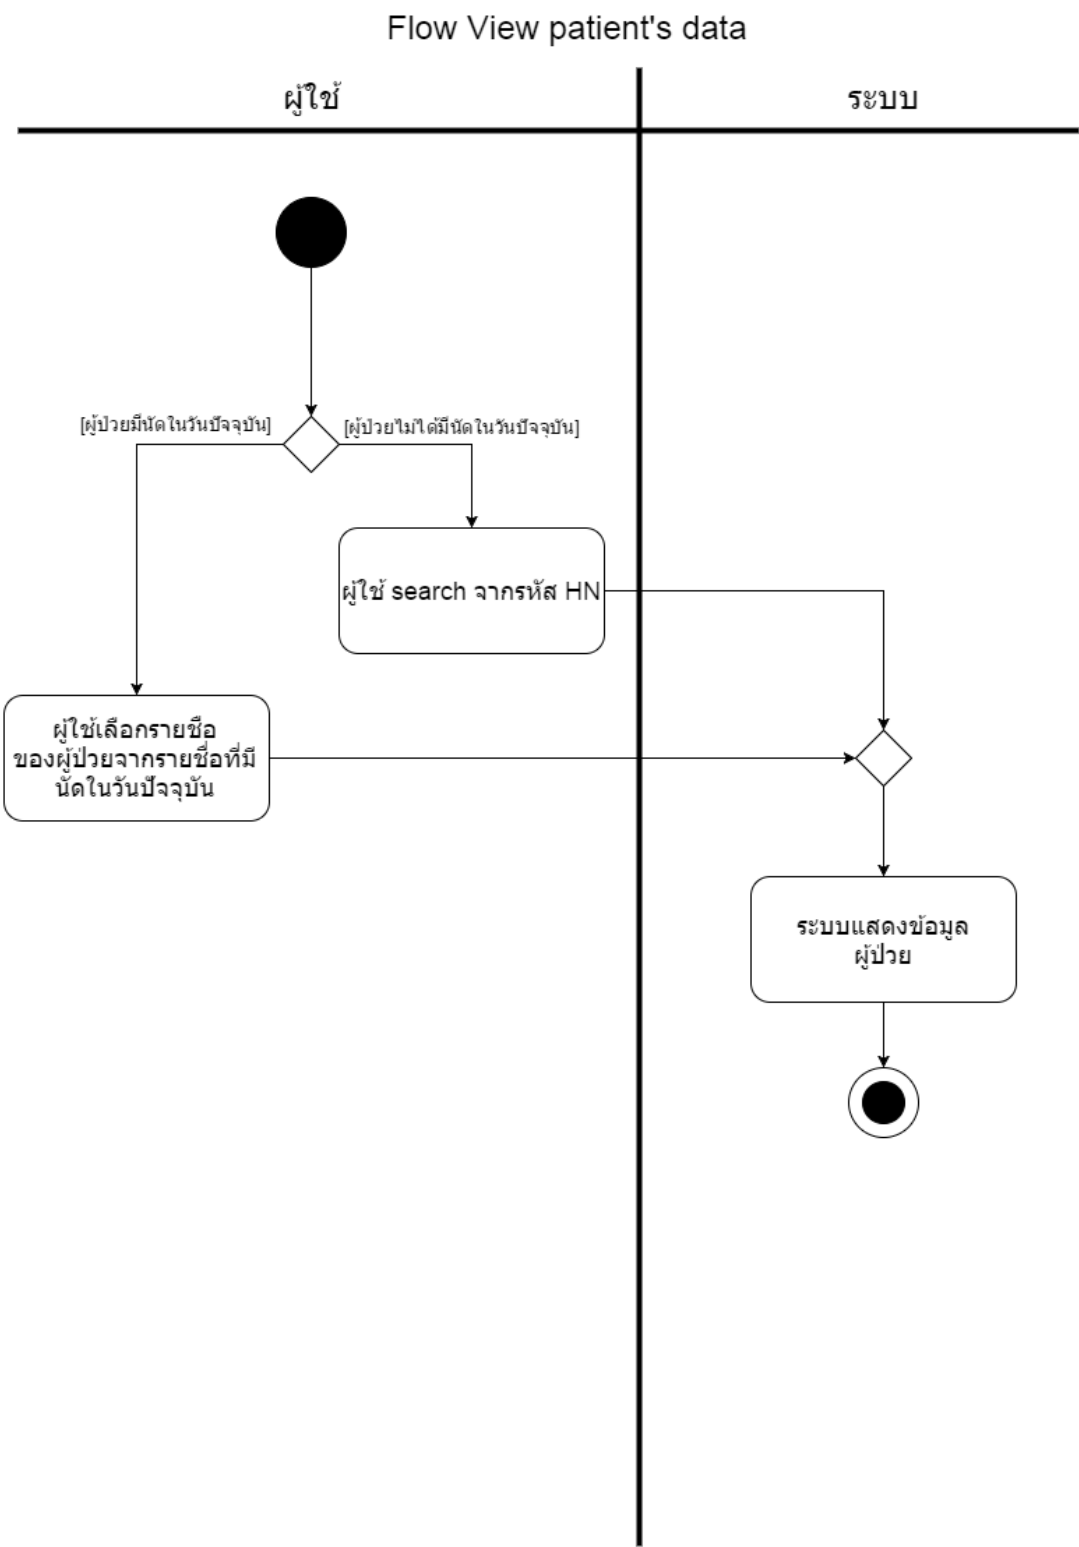 Flow View patient's data
ผู้ใช้
ระบบ
[ผู้ป่วยมีนัดในวันปัจจุบัน]
[ผู้ป่วยไม่ได้มีนัดในวันปัจจุบัน]
ผู้ใช้ search จากรหัส HN
ผู้ใช้เลือกรายชื่อ
ของผู้ป่วยจากรายชื่อที่มี
นัดในวันปัจจุบัน
ระบบแสดงข้อมูล
ผู้ป่วย